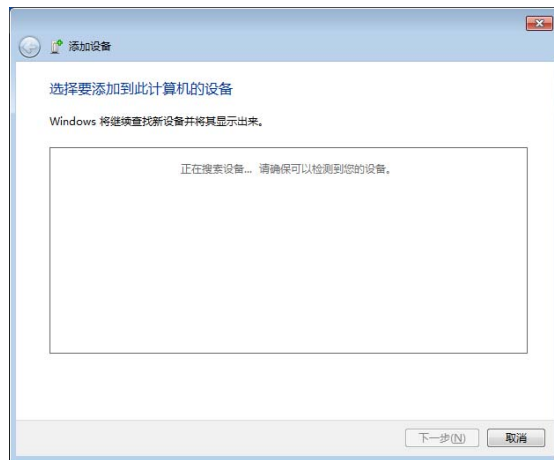 添加设备
选择要添加到此计算机的设备
Windows 将继续查找新设备并将其显示出来。
正在搜索设备... 请确保可以检测到您的设备。
下一步(N)
取消